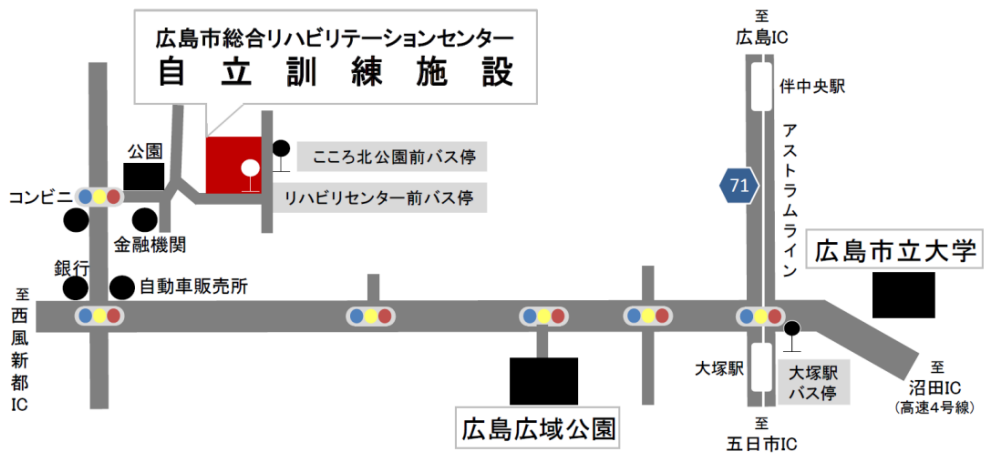 至
広島IC
広島市総合リハビリテーションセンター
自立訓練施設
伴中央駅
アストラムライン
公園
こころ北公園前バス停
71
コンビニ
リハビリセンター前バス停
金融機関
広島市立大学
銀行
自動車販売所
至
西風新都IC
大塚駅
大塚駅
バス停
至
沼田IC
(高速4号線)
広島広域公園
至
五日市IC